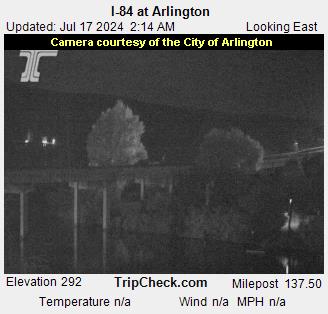 I-84 at Arlington
Updated: Jul 17 2024 2:14 AM Looking East
Camera courtesy of the City of Arlington
Elevation 292 TripCheck.com Milepost 137.50
Temperature n/a Wind n/a MPH n/a